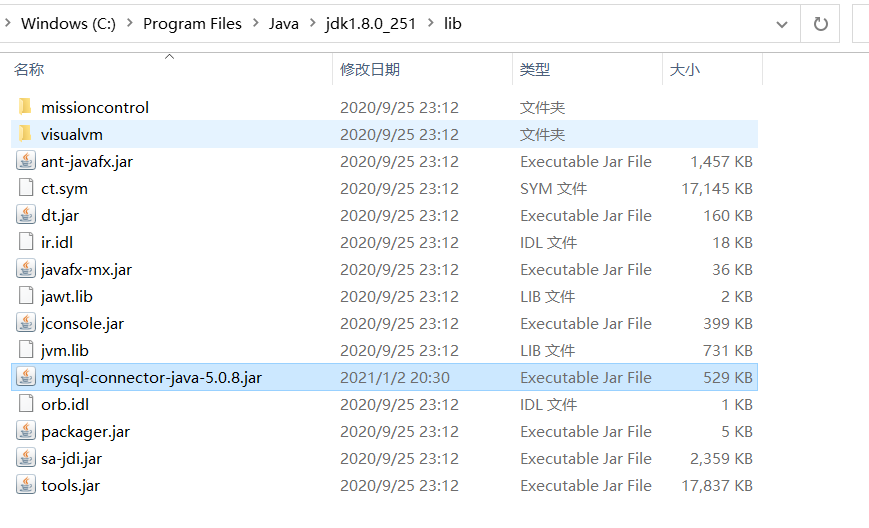 Windows (C:) > Program Files > Java > jdk1.8.0_251 > lib
名称 修改日期 类型 大小
missioncontrol 2020/9/25 23:12 文件夹
visualvm 2020/9/25 23:12 文件夹
ant-javafx.jar 2020/9/25 23:12 Executable Jar File 1,457 KB
ct.sym 2020/9/25 23:12 SYM 文件 17,145 KB
dt.jar 2020/9/25 23:12 Executable Jar File 160 KB
ir.idl 2020/9/25 23:12 IDL 文件 18 KB
javafx-mx.jar 2020/9/25 23:12 Executable Jar File 36 KB
jawt.lib 2020/9/25 23:12 LIB 文件 2 KB
jconsole.jar 2020/9/25 23:12 Executable Jar File 399 KB
jvm.lib 2020/9/25 23:12 LIB 文件 731 KB
mysql-connector-java-5.0.8.jar 2021/1/2 20:30 Executable Jar File 529 KB
orb.idl 2020/9/25 23:12 IDL 文件 1 KB
packager.jar 2020/9/25 23:12 Executable Jar File 5 KB
sa-jdi.jar 2020/9/25 23:12 Executable Jar File 2,359 KB
tools.jar 2020/9/25 23:12 Executable Jar File 17,837 KB